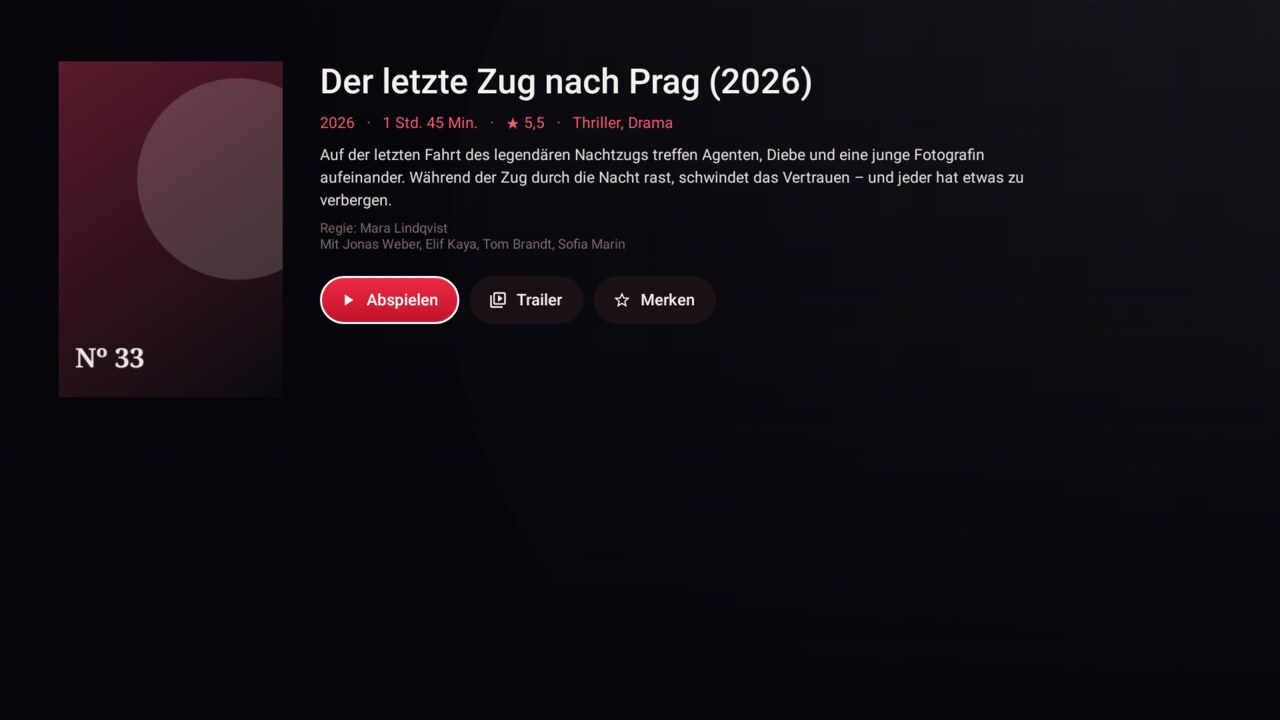 Der letzte Zug nach Prag (2026)
2026 · 1 Std. 45 Min. · ★ 5,5 · Thriller, Drama
Auf der letzten Fahrt des legendären Nachtzugs treffen Agenten, Diebe und eine junge Fotografin
aufeinander. Während der Zug durch die Nacht rast, schwindet das Vertrauen – und jeder hat etwas zu
verbergen.
Regie: Mara Lindqvist
Mit Jonas Weber, Elif Kaya, Tom Brandt, Sofia Marin
Abspielen Trailer Merken
Nº 33